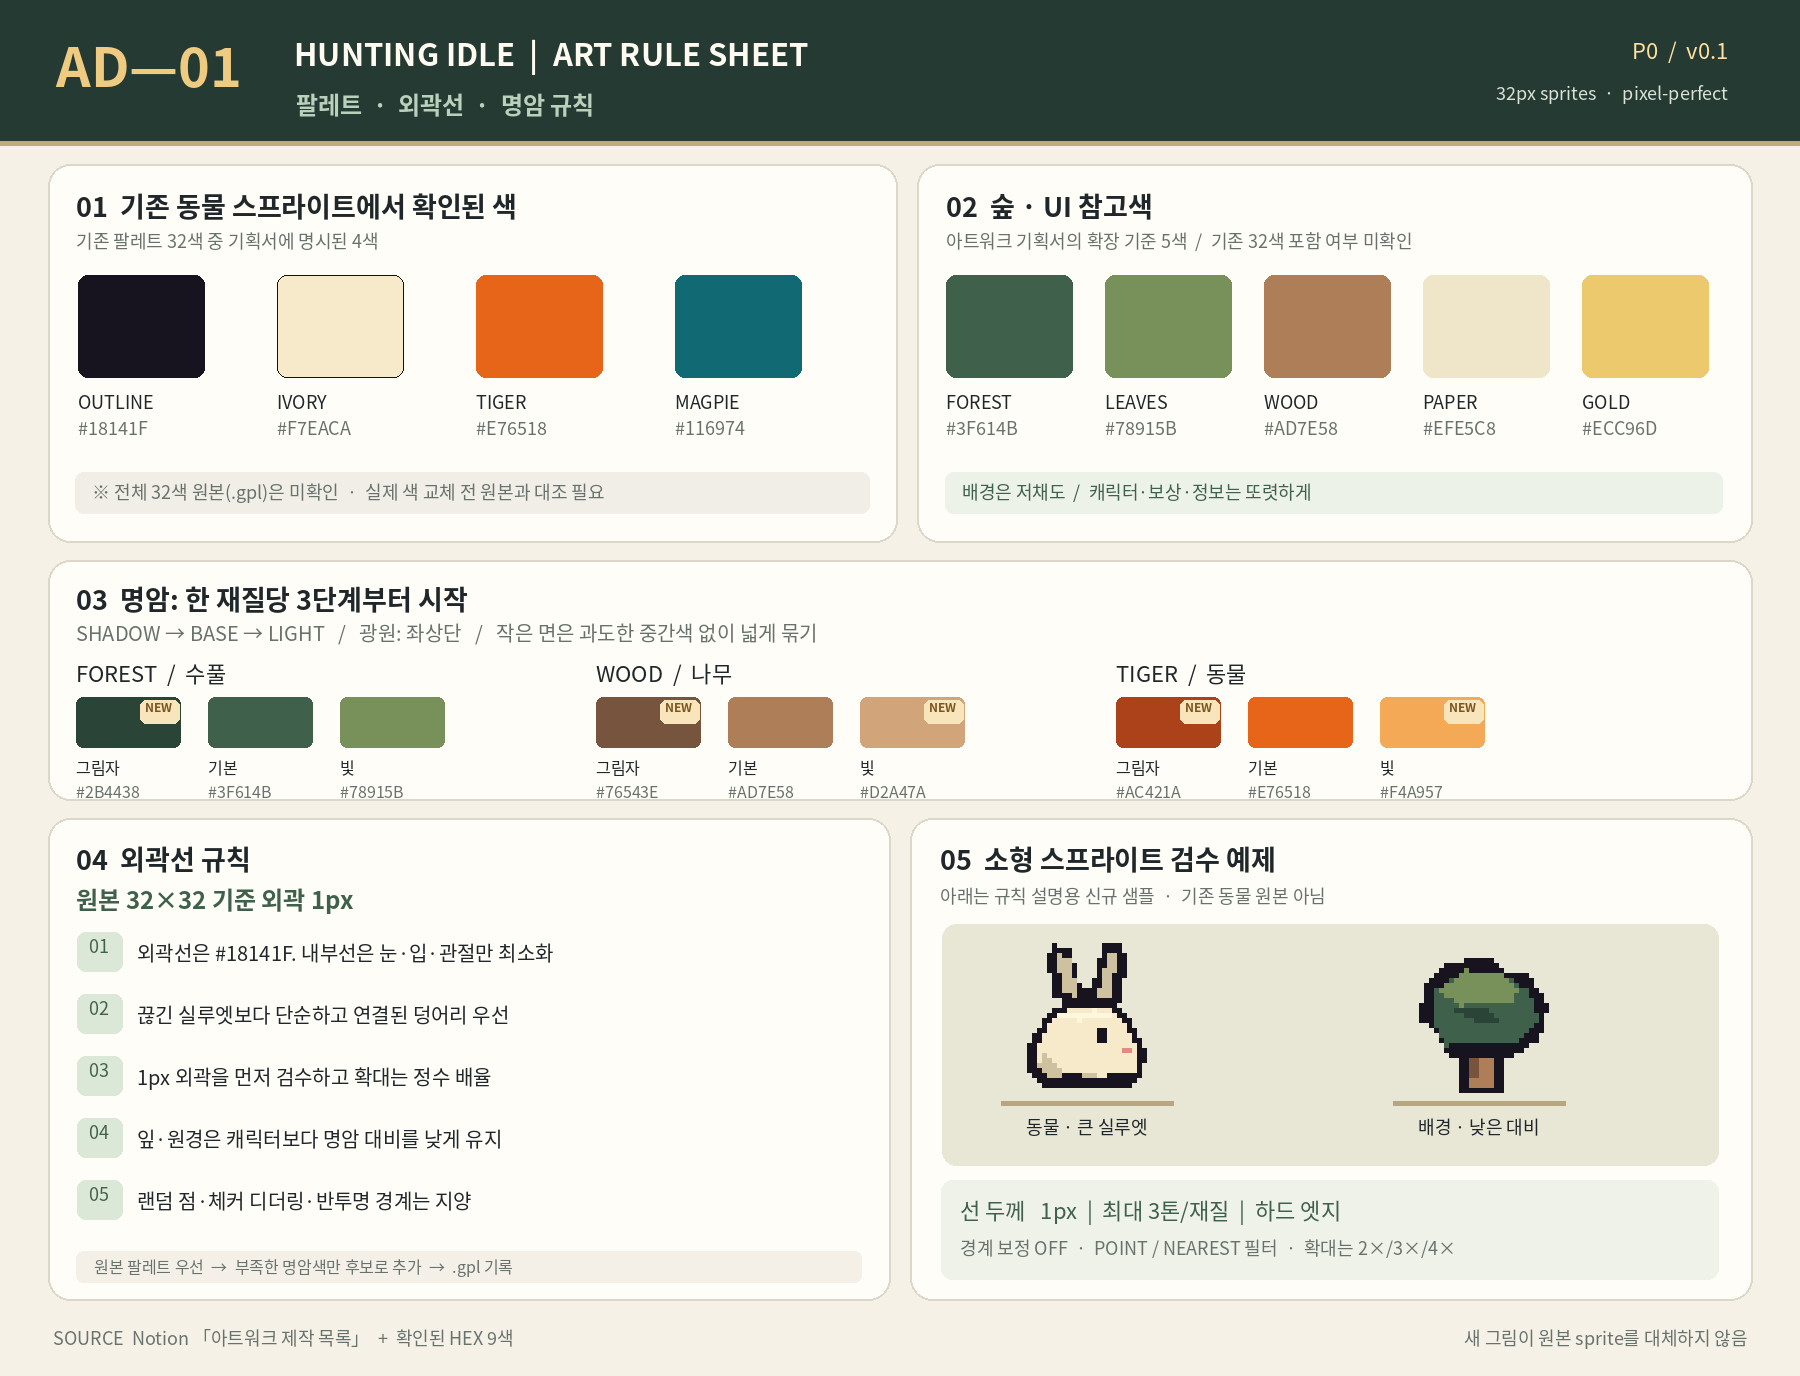 AD—01
HUNTING IDLE | ART RULE SHEET
팔레트 · 외곽선 · 명암 규칙
P0 / v0.1
32px sprites · pixel-perfect
01 기존 동물 스프라이트에서 확인된 색
기존 팔레트 32색 중 기획서에 명시된 4색
OUTLINE
#18141F
IVORY
#F7EACA
TIGER
#E76518
MAGPIE
#116974
※ 전체 32색 원본(.gpl)은 미확인 · 실제 색 교체 전 원본과 대조 필요
02 숲 · UI 참고색
아트워크 기획서의 확장 기준 5색 / 기존 32색 포함 여부 미확인
FOREST
#3F614B
LEAVES
#78915B
WOOD
#AD7E58
PAPER
#EFE5C8
GOLD
#ECC96D
배경은 저채도 / 캐릭터·보상·정보는 또렷하게
03 명암: 한 재질당 3단계부터 시작
SHADOW → BASE → LIGHT / 광원: 좌상단 / 작은 면은 과도한 중간색 없이 넓게 묶기
FOREST / 수풀
NEW
그림자
#2B4438
기본
#3F614B
빛
#78915B
WOOD / 나무
NEW
그림자
#76543E
기본
#AD7E58
NEW
빛
#D2A47A
TIGER / 동물
NEW
그림자
#AC421A
기본
#E76518
NEW
빛
#F4A957
04 외곽선 규칙
원본 32×32 기준 외곽 1px
01 외곽선은 #18141F. 내부선은 눈·입·관절만 최소화
02 끊긴 실루엣보다 단순하고 연결된 덩어리 우선
03 1px 외곽을 먼저 검수하고 확대는 정수 배율
04 잎·원경은 캐릭터보다 명암 대비를 낮게 유지
05 랜덤 점·체커 디더링·반투명 경계는 지양
원본 팔레트 우선 → 부족한 명암색만 후보로 추가 → .gpl 기록
05 소형 스프라이트 검수 예제
아래는 규칙 설명용 신규 샘플 · 기존 동물 원본 아님
동물 · 큰 실루엣
배경 · 낮은 대비
선 두께 1px | 최대 3톤/재질 | 하드 엣지
경계 보정 OFF · POINT / NEAREST 필터 · 확대는 2×/3×/4×
SOURCE Notion 「아트워크 제작 목록」 + 확인된 HEX 9색
새 그림이 원본 sprite를 대체하지 않음